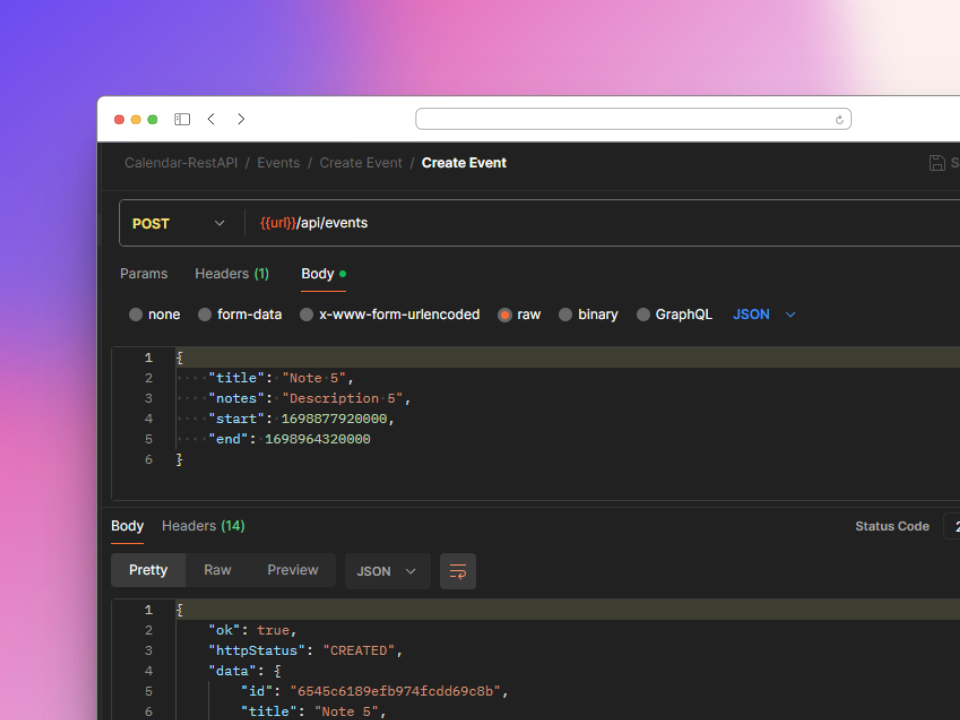 Calendar-RestAPI / Events / Create Event / Create Event
POST {{url}}/api/events
Params Headers (1) Body
none form-data x-www-form-urlencoded raw binary GraphQL JSON
1 {
2 "title": "Note 5",
3 "notes": "Description 5",
4 "start": 1698877920000,
5 "end": 1698964320000
6 }
Body Headers (14) Status Code
Pretty Raw Preview JSON
1 {
2 "ok": true,
3 "httpStatus": "CREATED",
4 "data": {
5 "id": "6545c6189efb974fcdd69c8b",
6 "title": "Note 5",